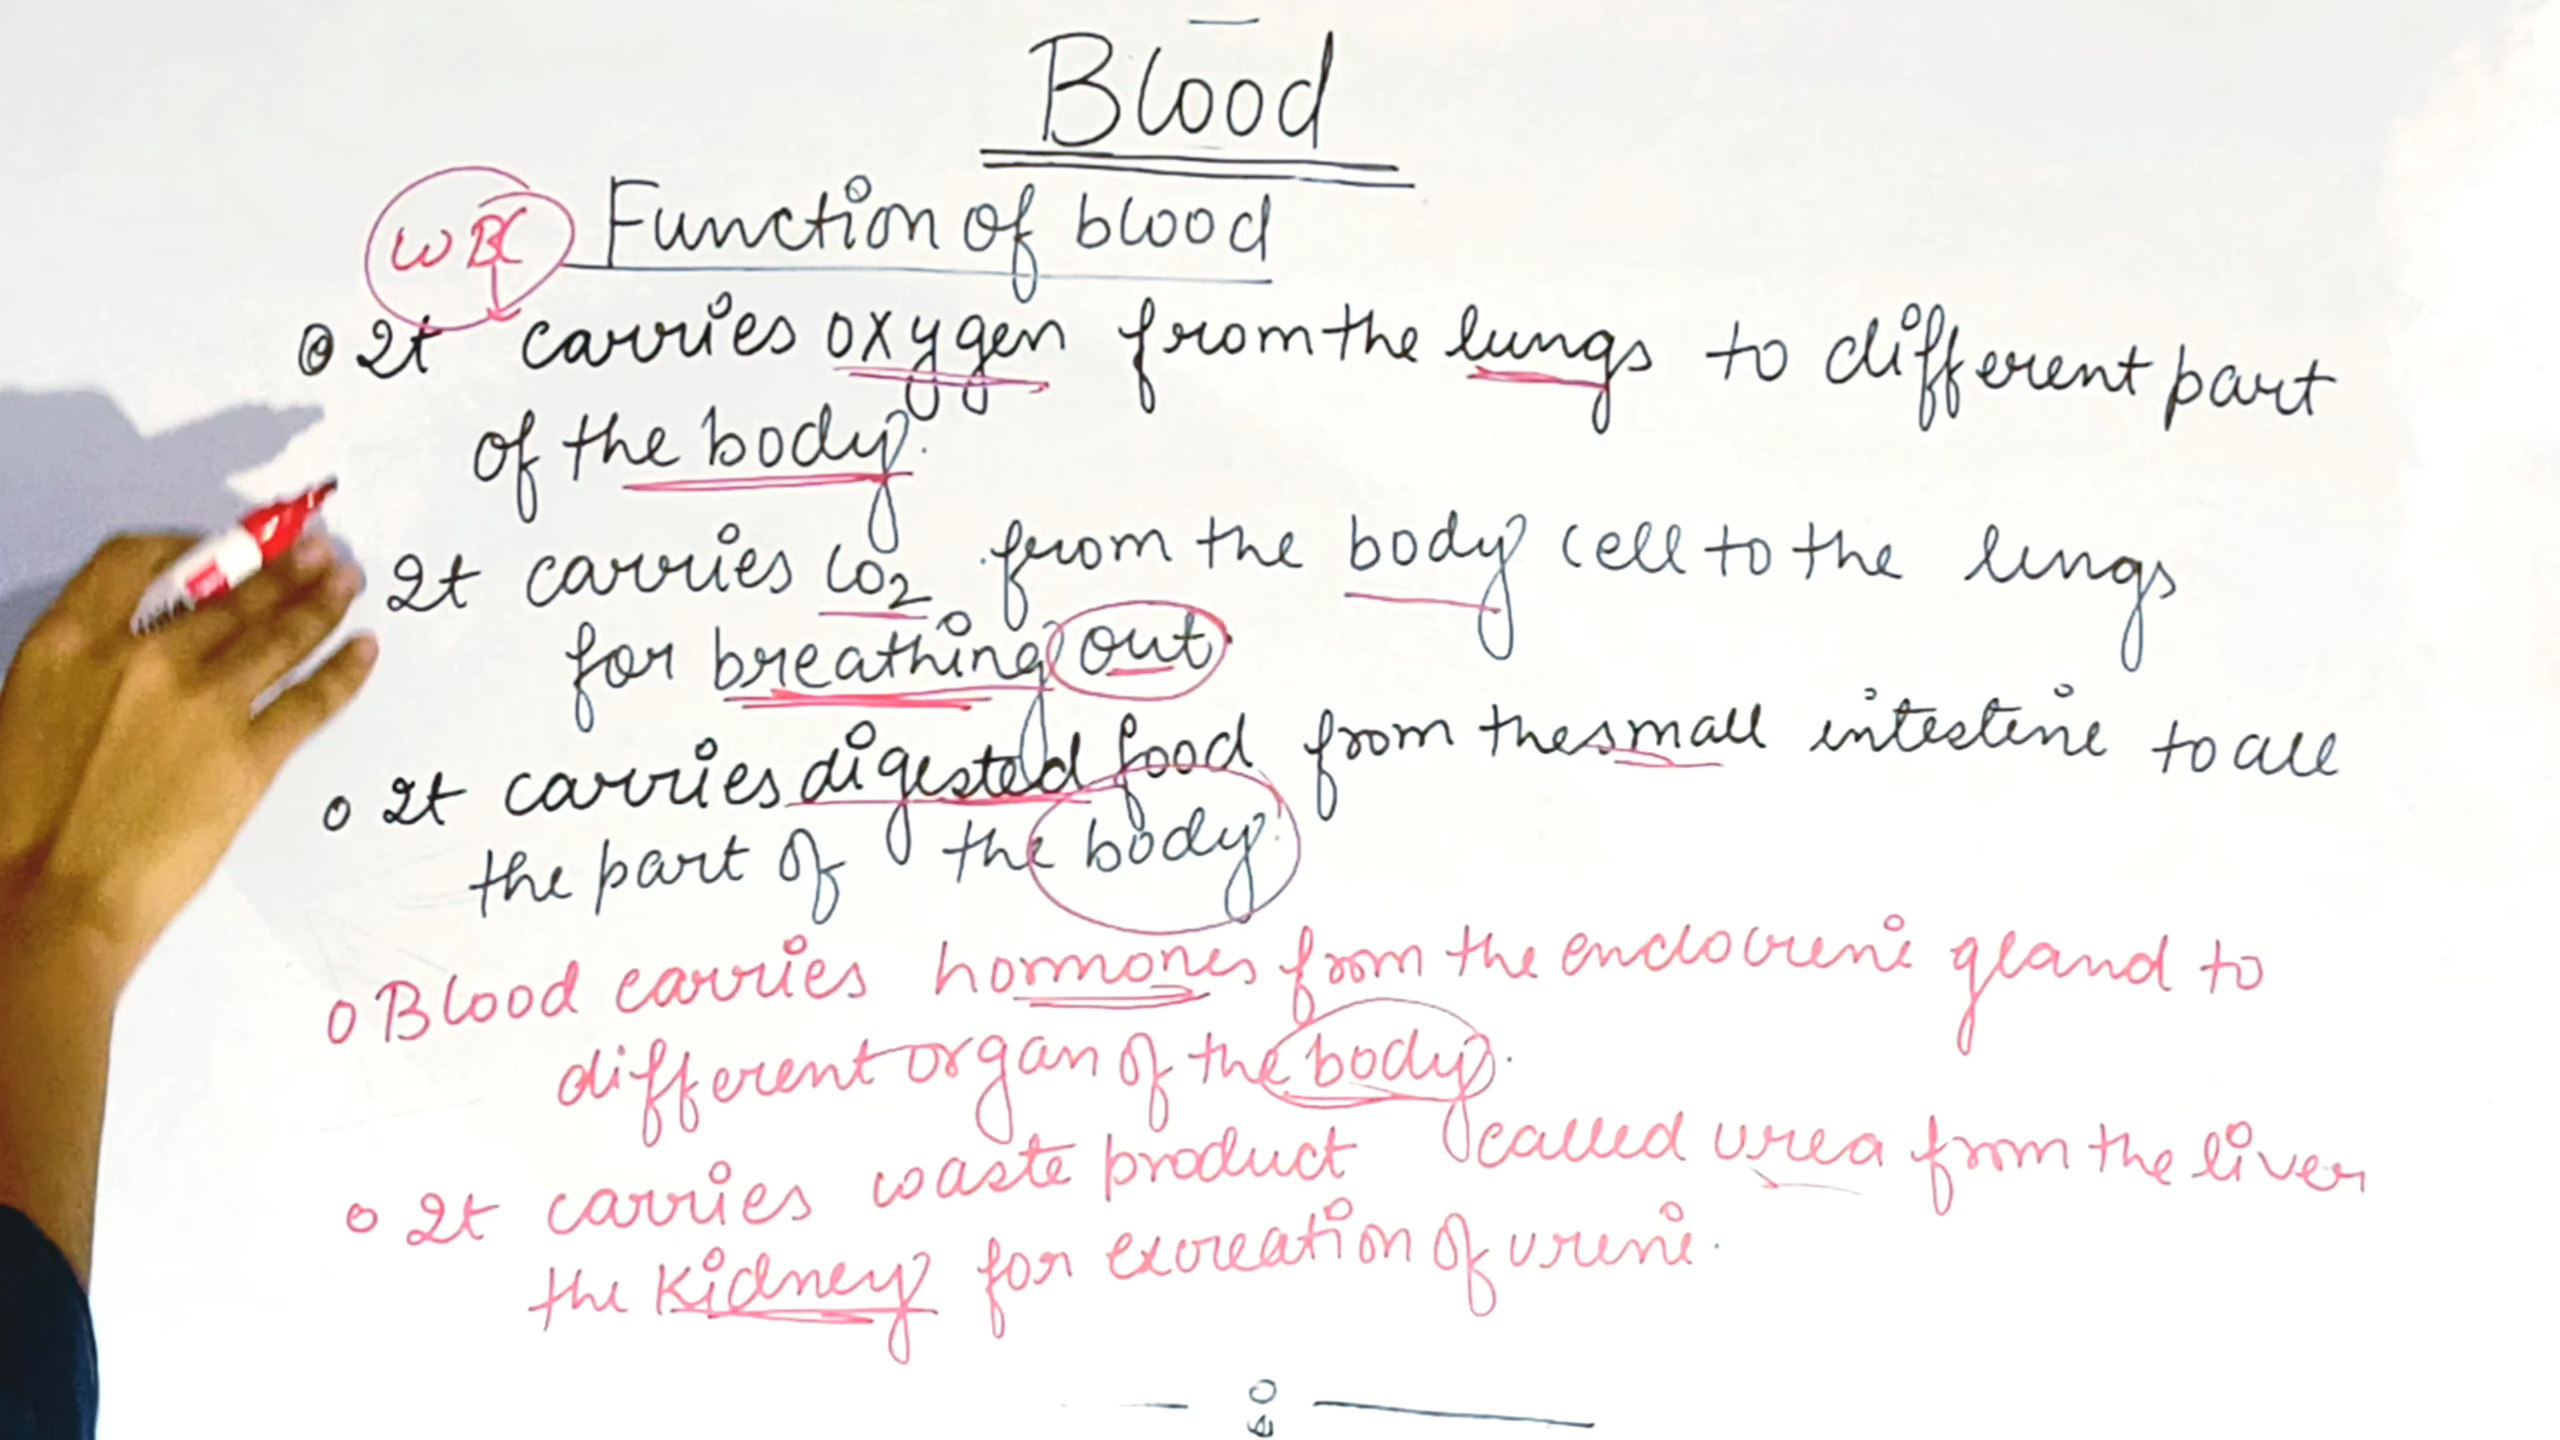 Blood
WBC Function of blood
It carries oxygen from the lungs to different part
of the body.
It carries CO2 from the body cell to the lungs
for breathing out.
It carries digested food from the small intestine to all
the part of the body.
Blood carries hormones from the endocrine gland to
different organ of the body.
It carries waste product called urea from the liver
the kidney for excreation of urene.